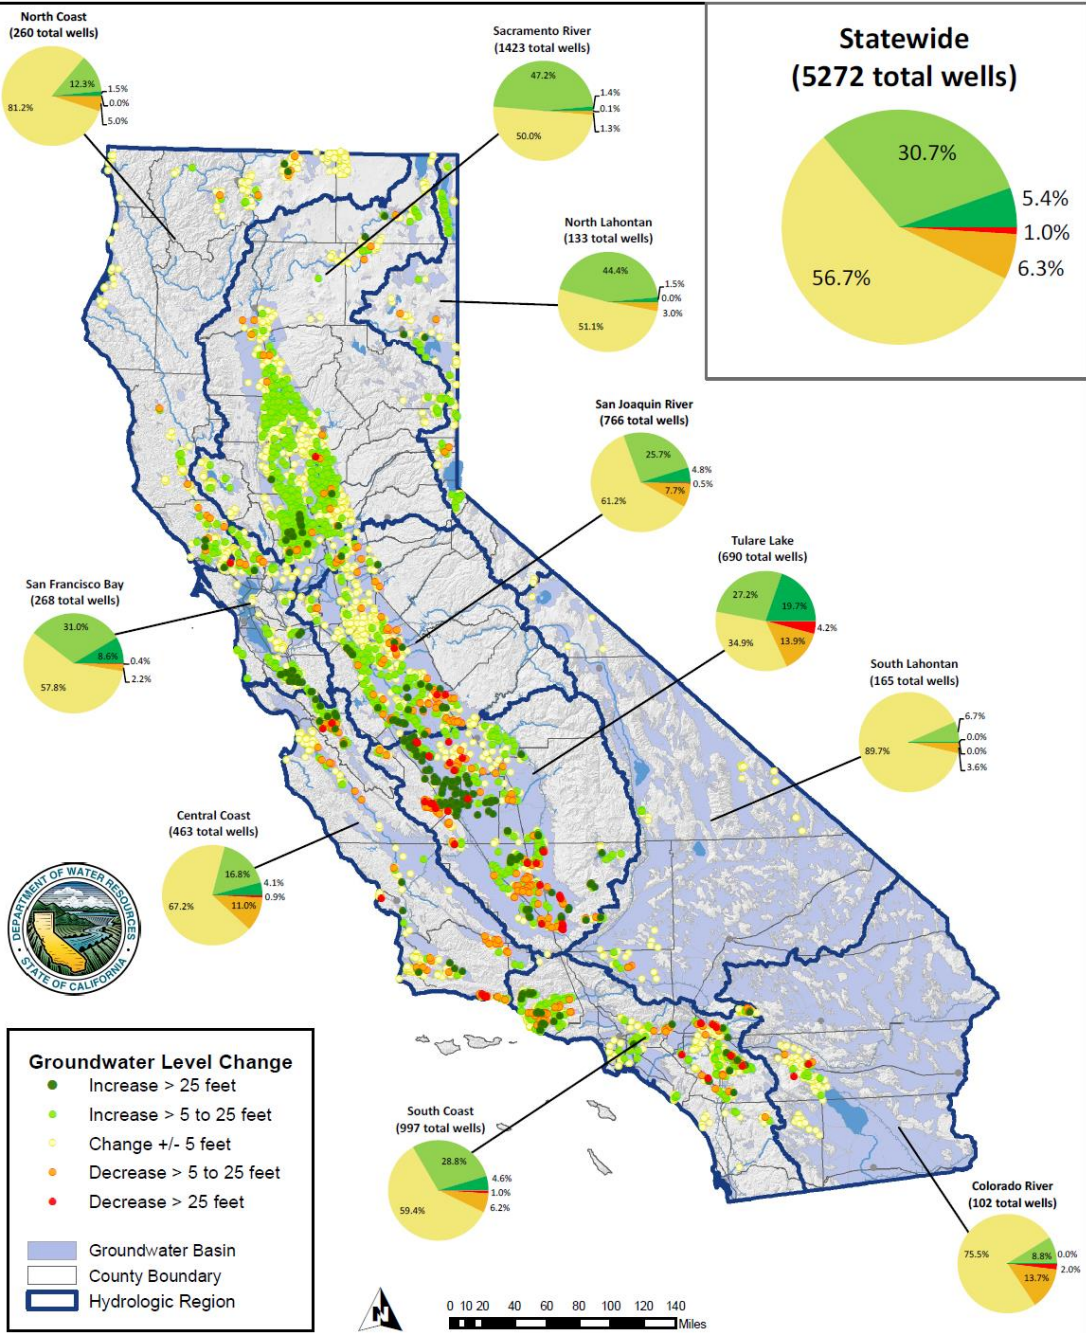 North Coast
(260 total wells)
12.3%
1.5%
0.0%
5.0%
81.2%
Sacramento River
(1423 total wells)
47.2%
1.4%
0.1%
1.3%
50.0%
Statewide
(5272 total wells)
30.7%
5.4%
1.0%
6.3%
56.7%
North Lahontan
(133 total wells)
44.4%
1.5%
0.0%
3.0%
51.1%
San Joaquin River
(766 total wells)
25.7%
4.8%
0.5%
7.7%
61.2%
Tulare Lake
(690 total wells)
27.2%
19.7%
4.2%
13.9%
34.9%
San Francisco Bay
(268 total wells)
31.0%
8.6%
0.4%
2.2%
57.8%
South Lahontan
(165 total wells)
6.7%
0.0%
0.0%
3.6%
89.7%
Central Coast
(463 total wells)
16.8%
4.1%
0.9%
11.0%
67.2%
DEPARTMENT OF WATER RESOURCES
STATE OF CALIFORNIA
South Coast
(997 total wells)
28.8%
4.6%
1.0%
6.2%
59.4%
Colorado River
(102 total wells)
75.5%
8.8%
0.0%
2.0%
13.7%
Groundwater Level Change
Increase > 25 feet
Increase > 5 to 25 feet
Change +/- 5 feet
Decrease > 5 to 25 feet
Decrease > 25 feet
Groundwater Basin
County Boundary
Hydrologic Region
N
0 10 20 40 60 80 100 120 140
Miles